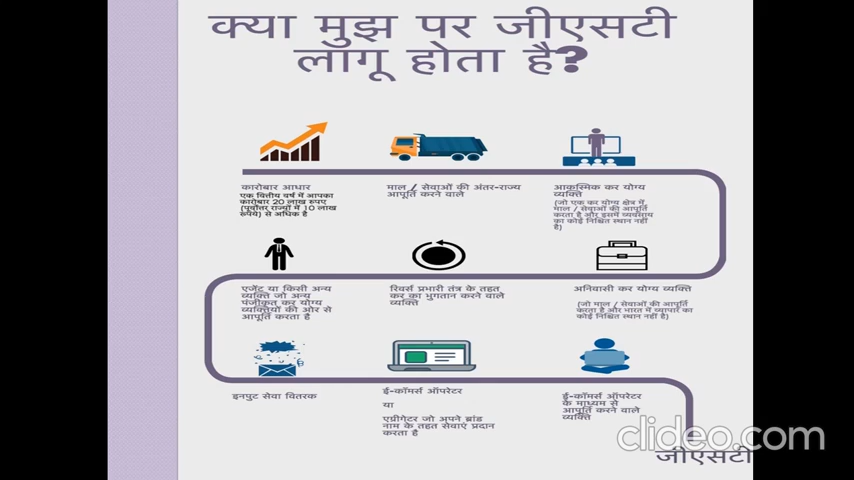 क्या मुझ पर जीएसटी
लागू होता है?
कारोबार आधार
एक वित्तीय वर्ष में आपका
कारोबार 20 लाख रुपए
(पूर्वोत्तर राज्यों में 10 लाख
रुपये) से अधिक है
माल / सेवाओं की अंतर-राज्य
आपूर्ति करने वाले
आकस्मिक कर योग्य
व्यक्ति
(जो एक कर योग्य क्षेत्र में
माल / सेवाओं की आपूर्ति
करता है और इसमें व्यवसाय
का कोई निश्चित स्थान नहीं
है)
एजेंट या किसी अन्य
व्यक्ति जो अन्य
पंजीकृत कर योग्य
व्यक्तियों की ओर से
आपूर्ति करता है
रिवर्स प्रभारी तंत्र के तहत
कर का भुगतान करने वाले
व्यक्ति
अनिवासी कर योग्य व्यक्ति
(जो माल / सेवाओं की आपूर्ति
करता है और भारत में व्यापार का
कोई निश्चित स्थान नहीं है)
इनपुट सेवा वितरक
ई-कॉमर्स ऑपरेटर
या
एग्रीगेटर जो अपने ब्रांड
नाम के तहत सेवाएं प्रदान
करता है
ई-कॉमर्स ऑपरेटर
के माध्यम से
आपूर्ति करने वाले
व्यक्ति
clideo.com
जीएसटी